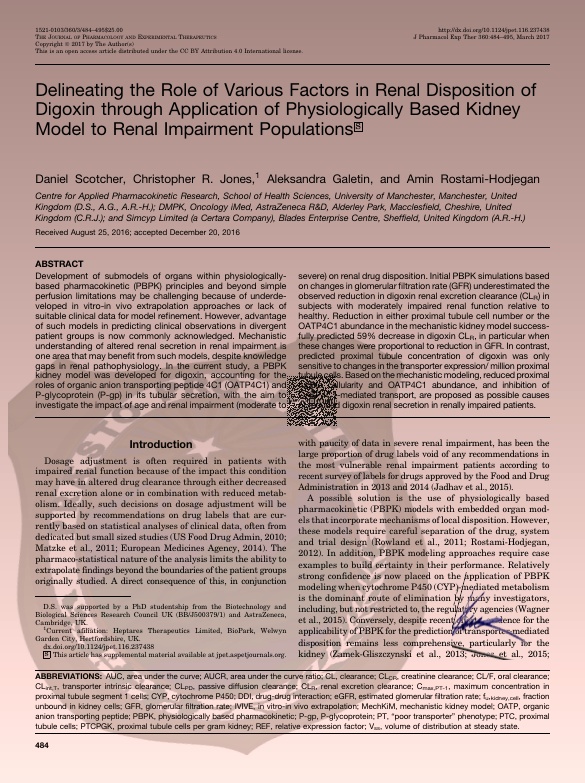 1521-0103/360/3/484–495$25.00
THE JOURNAL OF PHARMACOLOGY AND EXPERIMENTAL THERAPEUTICS
Copyright © 2017 by The Author(s)
This is an open access article distributed under the CC BY Attribution 4.0 International license.
http://dx.doi.org/10.1124/jpet.116.237438
J Pharmacol Exp Ther 360:484–495, March 2017
Delineating the Role of Various Factors in Renal Disposition of
Digoxin through Application of Physiologically Based Kidney
Model to Renal Impairment Populations S
Daniel Scotcher, Christopher R. Jones,1 Aleksandra Galetin, and Amin Rostami-Hodjegan
Centre for Applied Pharmacokinetic Research, School of Health Sciences, University of Manchester, Manchester, United
Kingdom (D.S., A.G., A.R.-H.); DMPK, Oncology iMed, AstraZeneca R&D, Alderley Park, Macclesfield, Cheshire, United
Kingdom (C.R.J.); and Simcyp Limited (a Certara Company), Blades Enterprise Centre, Sheffield, United Kingdom (A.R.-H.)
Received August 25, 2016; accepted December 20, 2016
ABSTRACT
Development of submodels of organs within physiologically-
based pharmacokinetic (PBPK) principles and beyond simple
perfusion limitations may be challenging because of underde-
veloped in vitro-in vivo extrapolation approaches or lack of
suitable clinical data for model refinement. However, advantage
of such models in predicting clinical observations in divergent
patient groups is now commonly acknowledged. Mechanistic
understanding of altered renal secretion in renal impairment is
one area that may benefit from such models, despite knowledge
gaps in renal pathophysiology. In the current study, a PBPK
kidney model was developed for digoxin, accounting for the
roles of organic anion transporting peptide 4C1 (OATP4C1) and
P-glycoprotein (P-gp) in its tubular secretion, with the aim to
investigate the impact of age and renal impairment (moderate to
severe) on renal drug disposition. Initial PBPK simulations based
on changes in glomerular filtration rate (GFR) underestimated the
observed reduction in digoxin renal excretion clearance (CLR) in
subjects with moderately impaired renal function relative to
healthy. Reduction in either proximal tubule cell number or the
OATP4C1 abundance in the mechanistic kidney model success-
fully predicted 59% decrease in digoxin CLR, in particular when
these changes were proportional to reduction in GFR. In contrast,
predicted proximal tubule concentration of digoxin was only
sensitive to changes in the transporter expression/ million proximal
tubule cells. Based on the mechanistic modeling, reduced proximal
cellularity and OATP4C1 abundance, and inhibition of
-mediated transport, are proposed as possible causes
digoxin renal secretion in renally impaired patients.
Introduction
Dosage adjustment is often required in patients with
impaired renal function because of the impact this condition
may have in altered drug clearance through either decreased
renal excretion alone or in combination with reduced metab-
olism. Ideally, such decisions on dosage adjustment will be
supported by recommendations on drug labels that are cur-
rently based on statistical analyses of clinical data, often from
dedicated but small sized studies (US Food Drug Admin, 2010;
Matzke et al., 2011; European Medicines Agency, 2014). The
pharmaco-statistical nature of the analysis limits the ability to
extrapolate findings beyond the boundaries of the patient groups
originally studied. A direct consequence of this, in conjunction
D.S. was supported by a PhD studentship from the Biotechnology and
Biological Sciences Research Council UK (BB/J500379/1) and AstraZeneca,
Cambridge, UK.
1Current affiliation: Heptares Therapeutics Limited, BioPark, Welwyn
Garden City, Hertfordshire, UK.
dx.doi.org/10.1124/jpet.116.237438
S This article has supplemental material available at jpet.aspetjournals.org.
with paucity of data in severe renal impairment, has been the
large proportion of drug labels void of any recommendations in
the most vulnerable renal impairment patients according to
recent survey of labels for drugs approved by the Food and Drug
Administration in 2013 and 2014 (Jadhav et al., 2015).
A possible solution is the use of physiologically based
pharmacokinetic (PBPK) models with embedded organ mod-
els that incorporate mechanisms of local disposition. However,
these models require careful separation of the drug, system
and trial design (Rowland et al., 2011; Rostami-Hodjegan,
2012). In addition, PBPK modeling approaches require case
examples to build certainty in their performance. Relatively
strong confidence is now placed on the application of PBPK
modeling when cytochrome P450 (CYP)-mediated metabolism
is the dominant route of elimination by many investigators,
including, but not restricted to, the regulatory agencies (Wagner
et al., 2015). Conversely, despite recent experience for the
applicability of PBPK for the prediction of transporter-mediated
disposition remains less comprehensive, particularly for the
kidney (Zamek-Gliszczynski et al., 2013; Jones et al., 2015;
ABBREVIATIONS: AUC, area under the curve; AUCR, area under the curve ratio; CL, clearance; CLCR, creatinine clearance; CL/F, oral clearance;
CLint,T, transporter intrinsic clearance; CLPD, passive diffusion clearance; CLR, renal excretion clearance; Cmax,PT-1, maximum concentration in
proximal tubule segment 1 cells; CYP, cytochrome P450; DDI, drug-drug interaction; eGFR, estimated glomerular filtration rate; fu,kidney,cell, fraction
unbound in kidney cells; GFR, glomerular filtration rate; IVIVE, in vitro-in vivo extrapolation; MechKiM, mechanistic kidney model; OATP, organic
anion transporting peptide; PBPK, physiologically based pharmacokinetic; P-gp, P-glycoprotein; PT, "poor transporter" phenotype; PTC, proximal
tubule cells; PTCPGK, proximal tubule cells per gram kidney; REF, relative expression factor; Vss, volume of distribution at steady state.
484